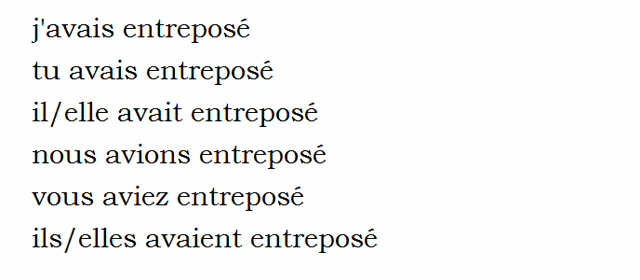 j'avais entreposé
tu avais entreposé
il/elle avait entreposé
nous avions entreposé
vous aviez entreposé
ils/elles avaient entreposé